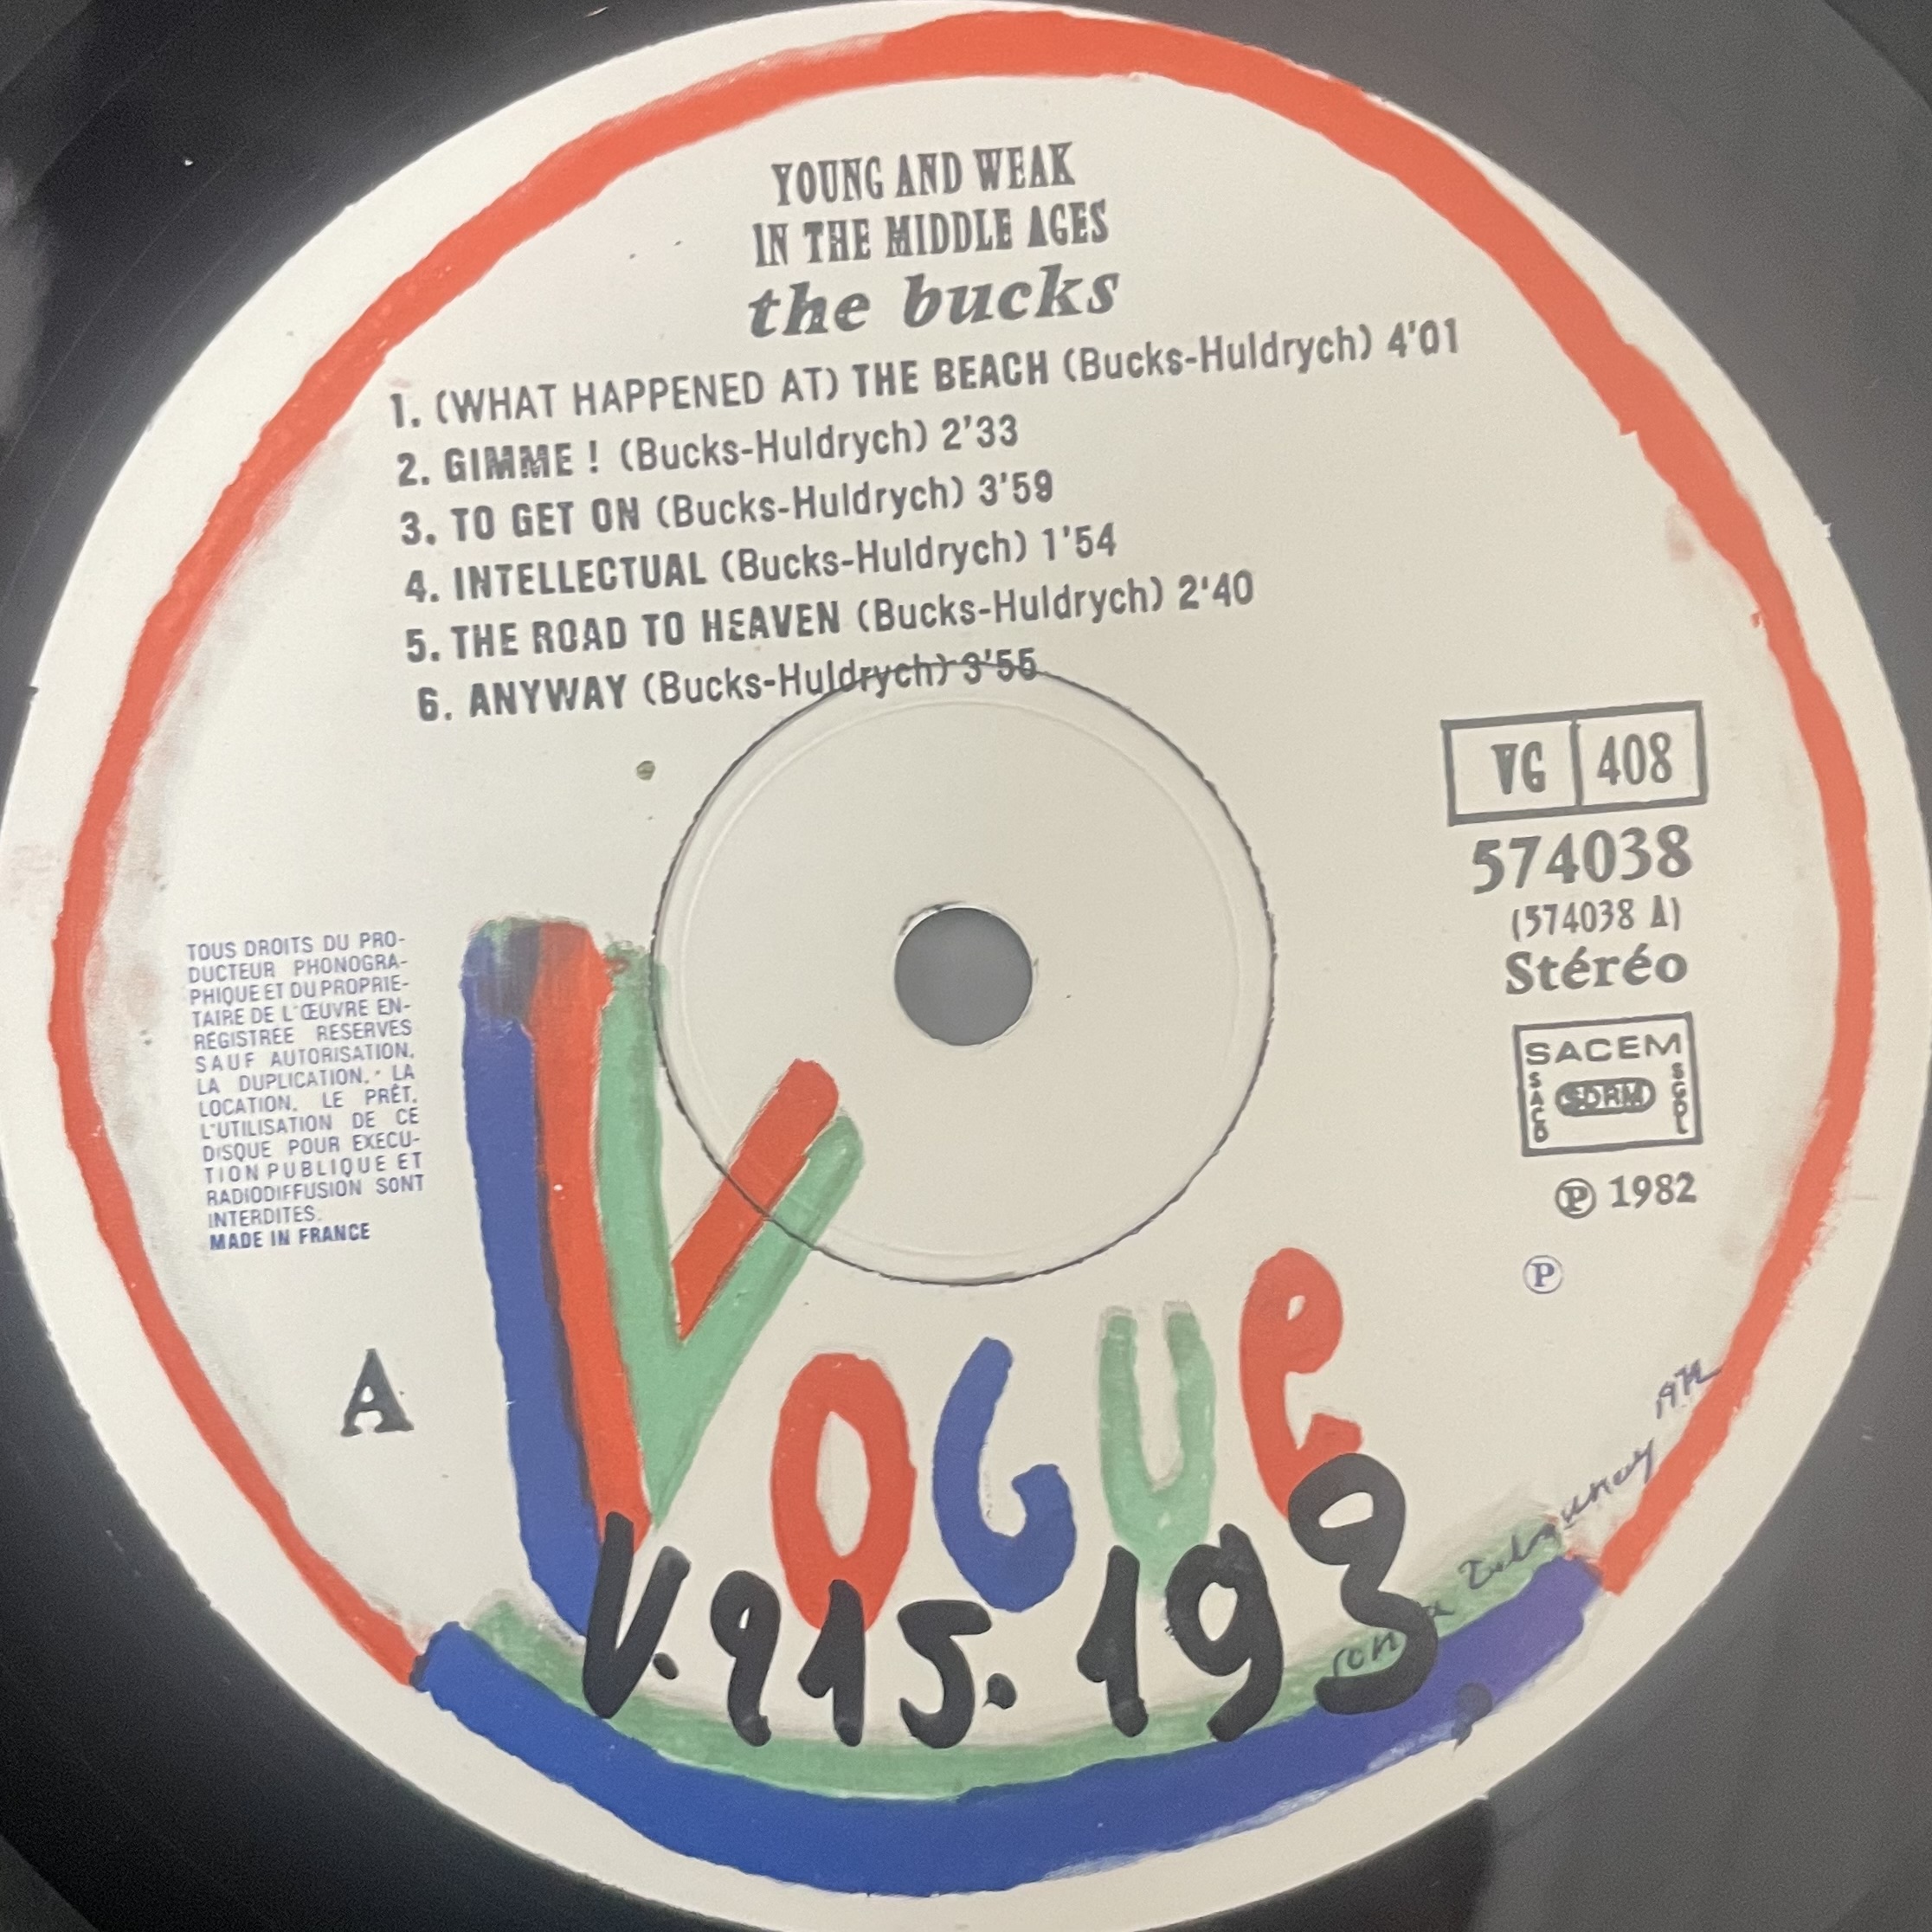 YOUNG AND WEAK
IN THE MIDDLE AGES
the bucks
1. (WHAT HAPPENED AT) THE BEACH (Bucks-Huldrych) 4'01
2. GIMME ! (Bucks-Huldrych) 2'33
3. TO GET ON (Bucks-Huldrych) 3'59
4. INTELLECTUAL (Bucks-Huldrych) 1'54
5. THE ROAD TO HEAVEN (Bucks-Huldrych) 2'40
6. ANYWAY (Bucks-Huldrych) 3'55
VG 408
574038
(574038 A)
Stéréo
SACEM
SACD SDRM SGDL
℗ 1982
℗
TOUS DROITS DU PRO-
DUCTEUR PHONOGRA-
PHIQUE ET DU PROPRIE-
TAIRE DE L'ŒUVRE EN-
REGISTREE RESERVES
SAUF AUTORISATION,
LA DUPLICATION, LA
LOCATION, LE PRÊT,
L'UTILISATION DE CE
DISQUE POUR EXECU-
TION PUBLIQUE ET
RADIODIFFUSION SONT
INTERDITES.
MADE IN FRANCE
A
VOGUE
V. 915. 193